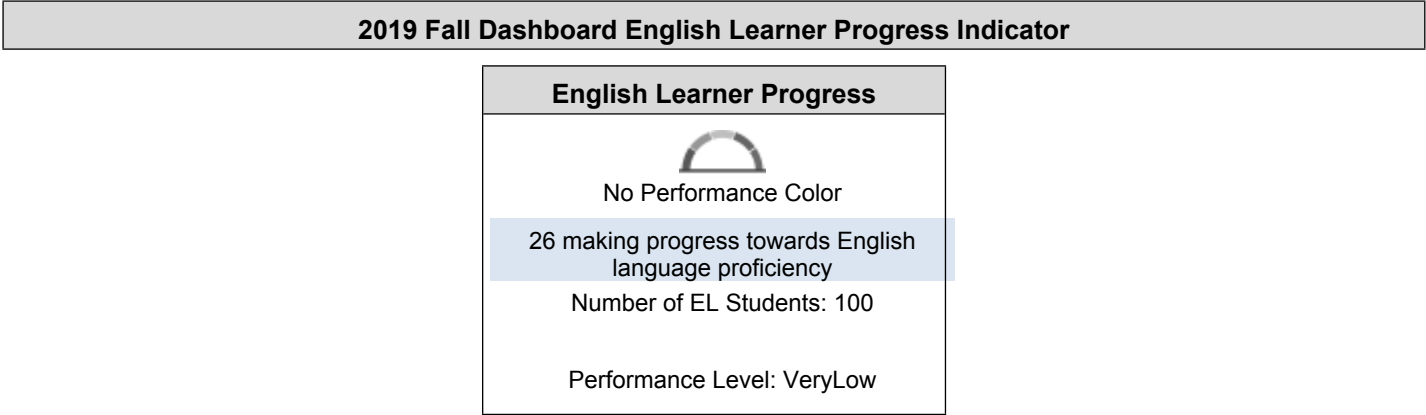 2019 Fall Dashboard English Learner Progress Indicator
English Learner Progress
No Performance Color
26 making progress towards English
language proficiency
Number of EL Students: 100
Performance Level: VeryLow